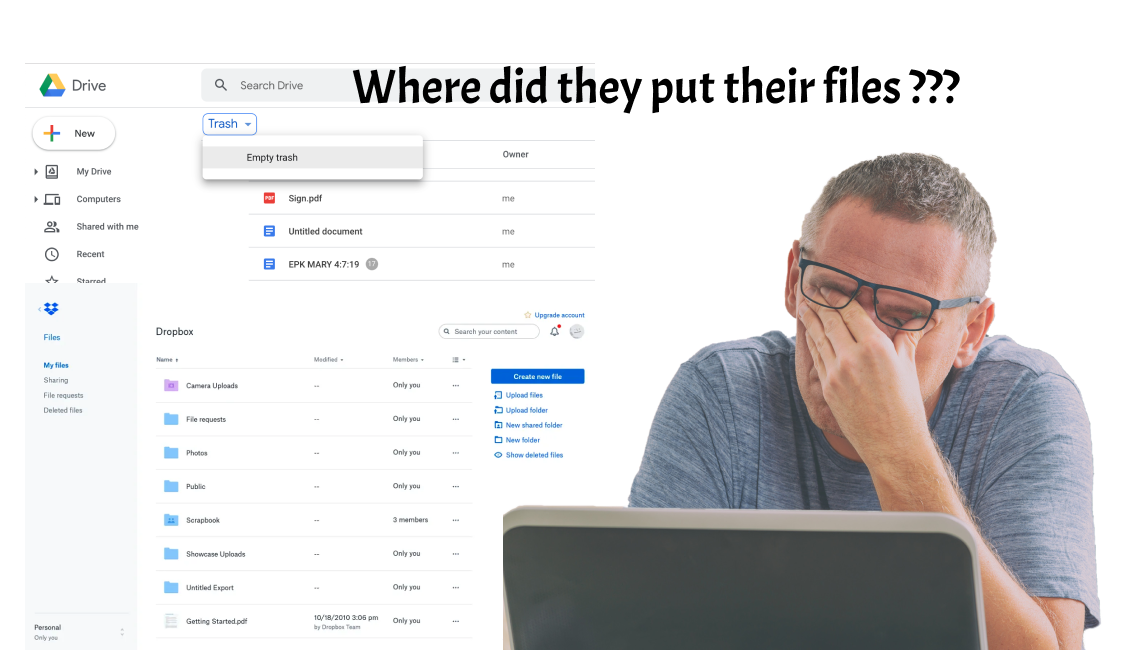 Where did they put their files ???
Drive
Search Drive
New
Trash
Empty trash
Owner
My Drive
Computers
Shared with me
Recent
Starred
Sign.pdf me
Untitled document me
EPK MARY 4:7:19 17 me
Files
My files
Sharing
File requests
Deleted files
Personal
Only you
Upgrade account
Dropbox
Search your content
Name Modified Members
Camera Uploads -- Only you ...
File requests -- Only you ...
Photos -- Only you ...
Public -- Only you ...
Scrapbook -- 3 members ...
Showcase Uploads -- Only you ...
Untitled Export -- Only you ...
Getting Started.pdf 10/18/2010 3:06 pm Only you ...
by Dropbox Team
Create new file
Upload files
Upload folder
New shared folder
New folder
Show deleted files